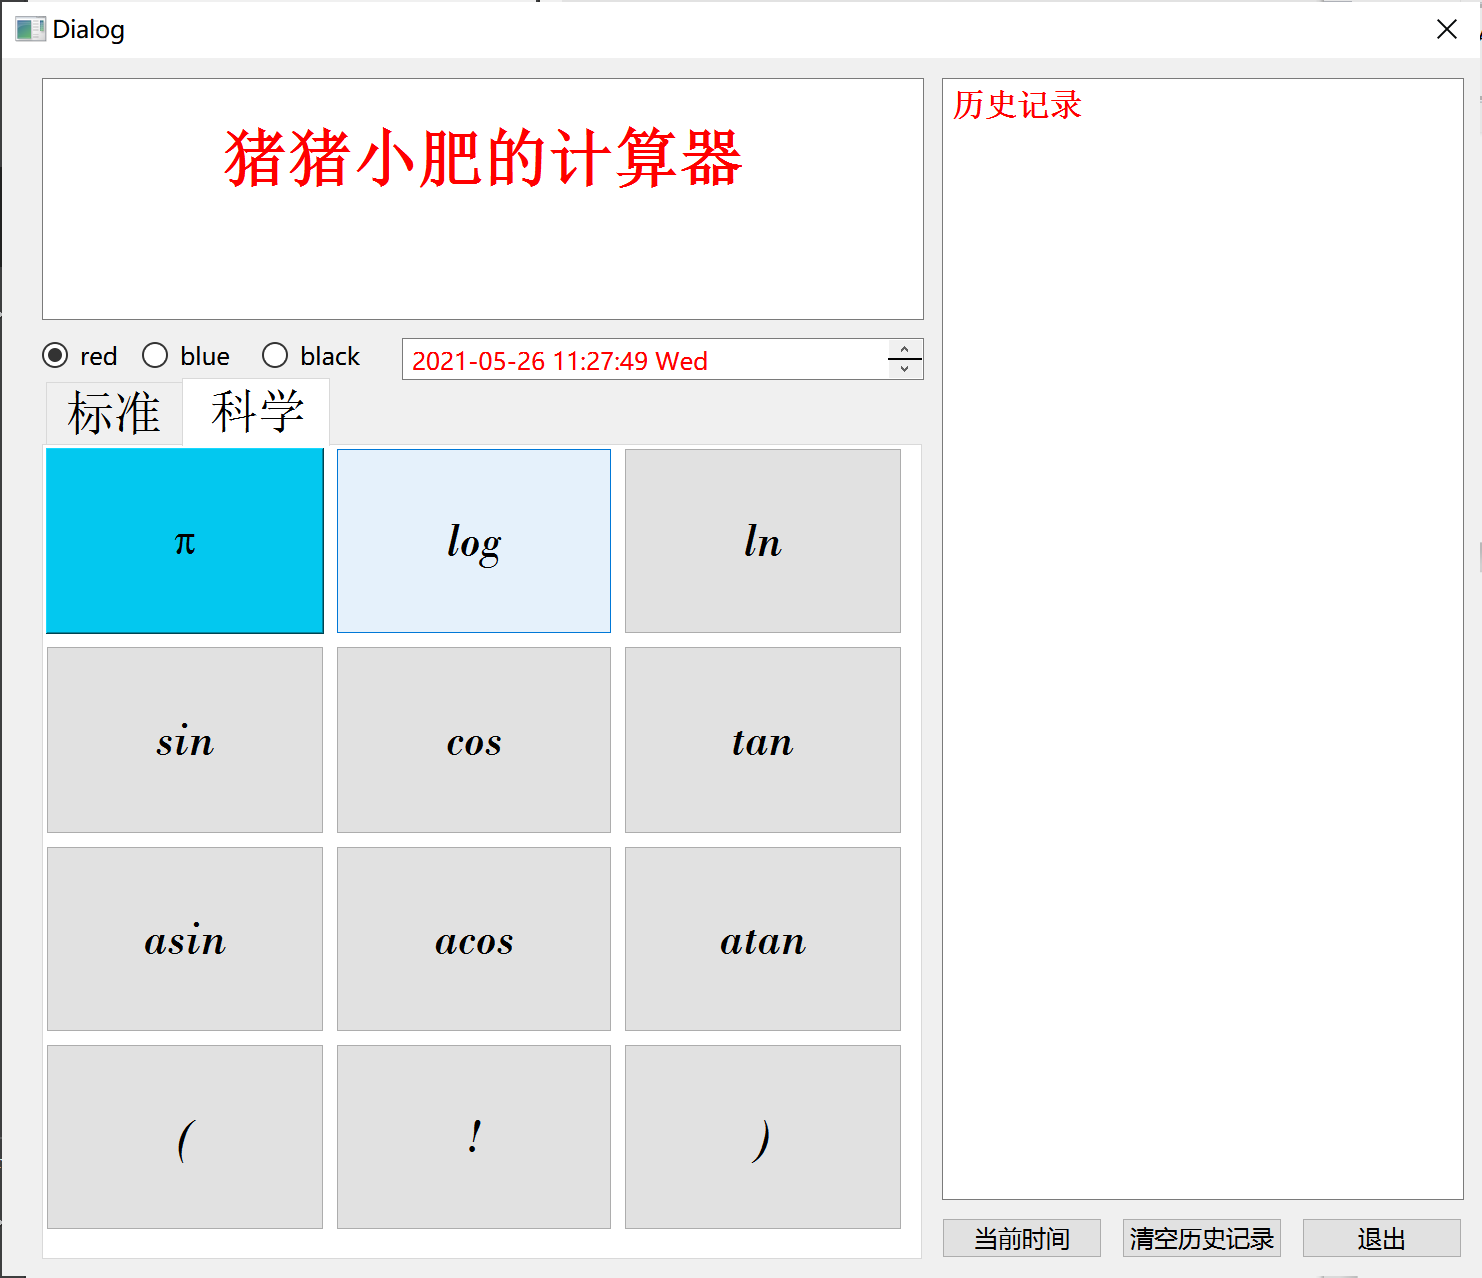 Dialog
猪猪小肥的计算器
历史记录
red blue black
2021-05-26 11:27:49 Wed
标准 科学
π log ln
sin cos tan
asin acos atan
( ! )
当前时间 清空历史记录 退出